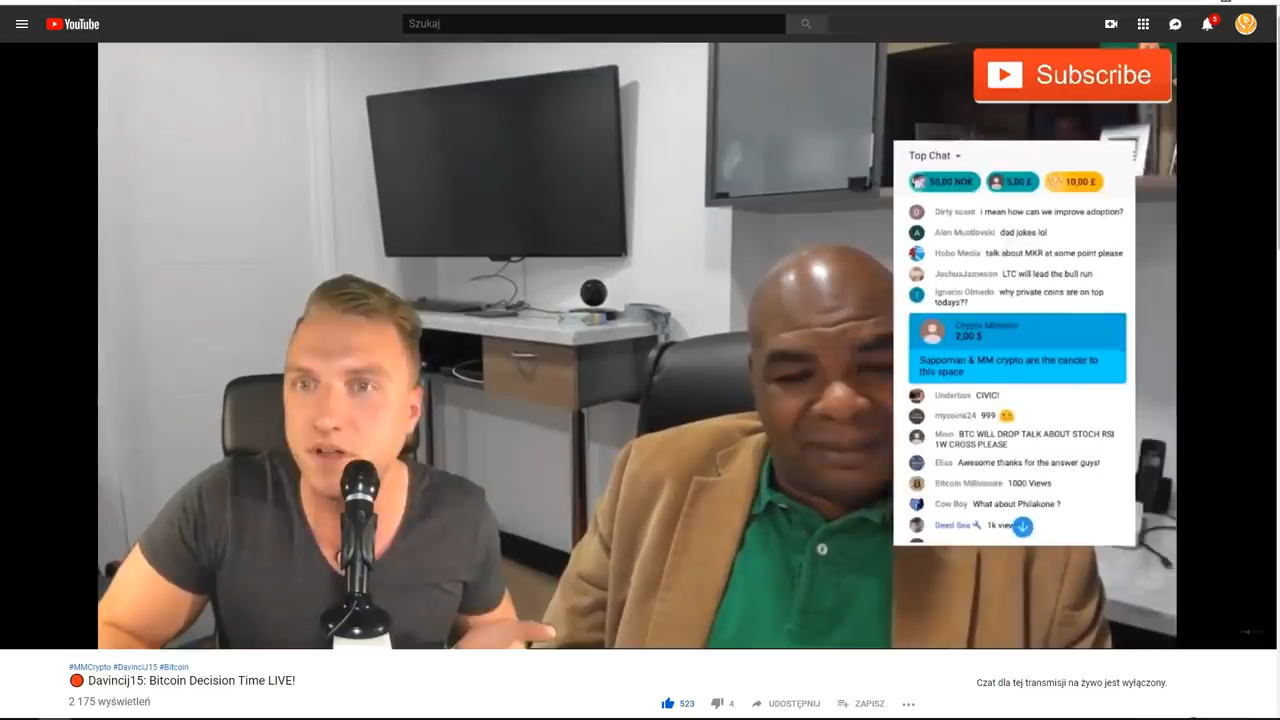 YouTube
Szukaj
5
Subscribe
Top Chat
50,00 NOK
5,00 £
10,00 £
Dirty scent i mean how can we improve adoption?
Alen Mustlovski dad jokes lol
Hobo Media talk about MKR at some point please
JoshuaJameson LTC will lead the bull run
Ignacio Olmedo why private coins are on top
todays??
2,00 $
Suppoman & MM crypto are the cancer to
this space
Underbox CIVIC!
mycoins24 999
Moin BTC WILL DROP TALK ABOUT STOCH RSI
1W CROSS PLEASE
Elias Awesome thanks for the answer guys!
Bitcoin Millionaire 1000 Views
Cow Boy What about Philakone ?
Deed Sea 1k view
#MMCrypto #DavinciJ15 #Bitcoin
Davincij15: Bitcoin Decision Time LIVE!
Czat dla tej transmisji na żywo jest wyłączony.
2 175 wyświetleń
523
4
UDOSTĘPNIJ
ZAPISZ